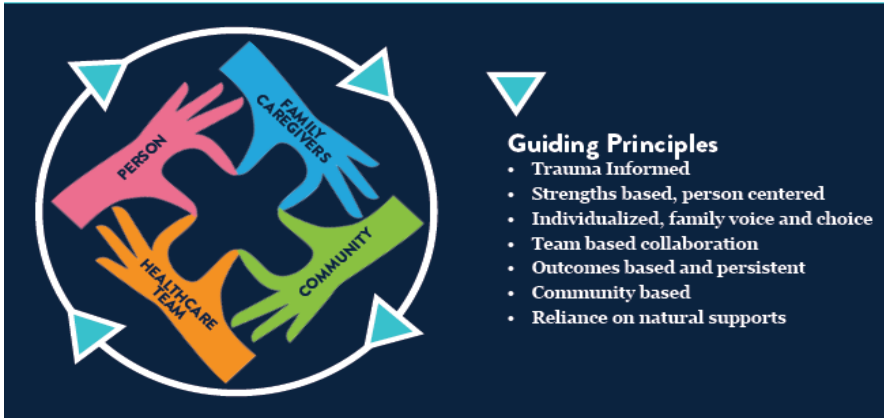 PERSON
FAMILY
CAREGIVERS
HEALTHCARE
TEAM
COMMUNITY
Guiding Principles
• Trauma Informed
• Strengths based, person centered
• Individualized, family voice and choice
• Team based collaboration
• Outcomes based and persistent
• Community based
• Reliance on natural supports